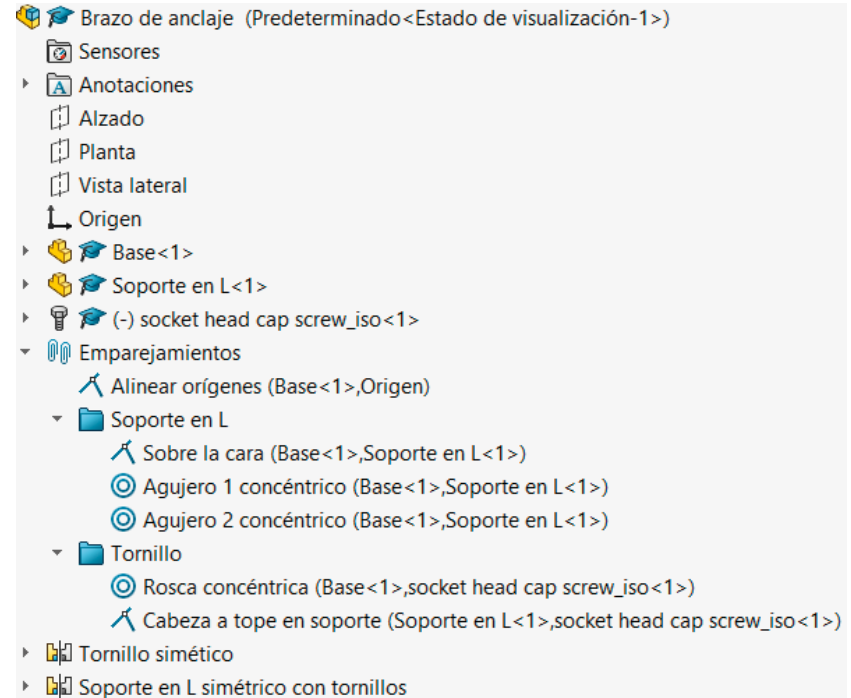 Brazo de anclaje (Predeterminado<Estado de visualización-1>)
Sensores
A Anotaciones
Alzado
Planta
Vista lateral
Origen
Base<1>
Soporte en L<1>
(-) socket head cap screw_iso<1>
Emparejamientos
Alinear orígenes (Base<1>,Origen)
Soporte en L
Sobre la cara (Base<1>,Soporte en L<1>)
Agujero 1 concéntrico (Base<1>,Soporte en L<1>)
Agujero 2 concéntrico (Base<1>,Soporte en L<1>)
Tornillo
Rosca concéntrica (Base<1>,socket head cap screw_iso<1>)
Cabeza a tope en soporte (Soporte en L<1>,socket head cap screw_iso<1>)
Tornillo simético
Soporte en L simétrico con tornillos